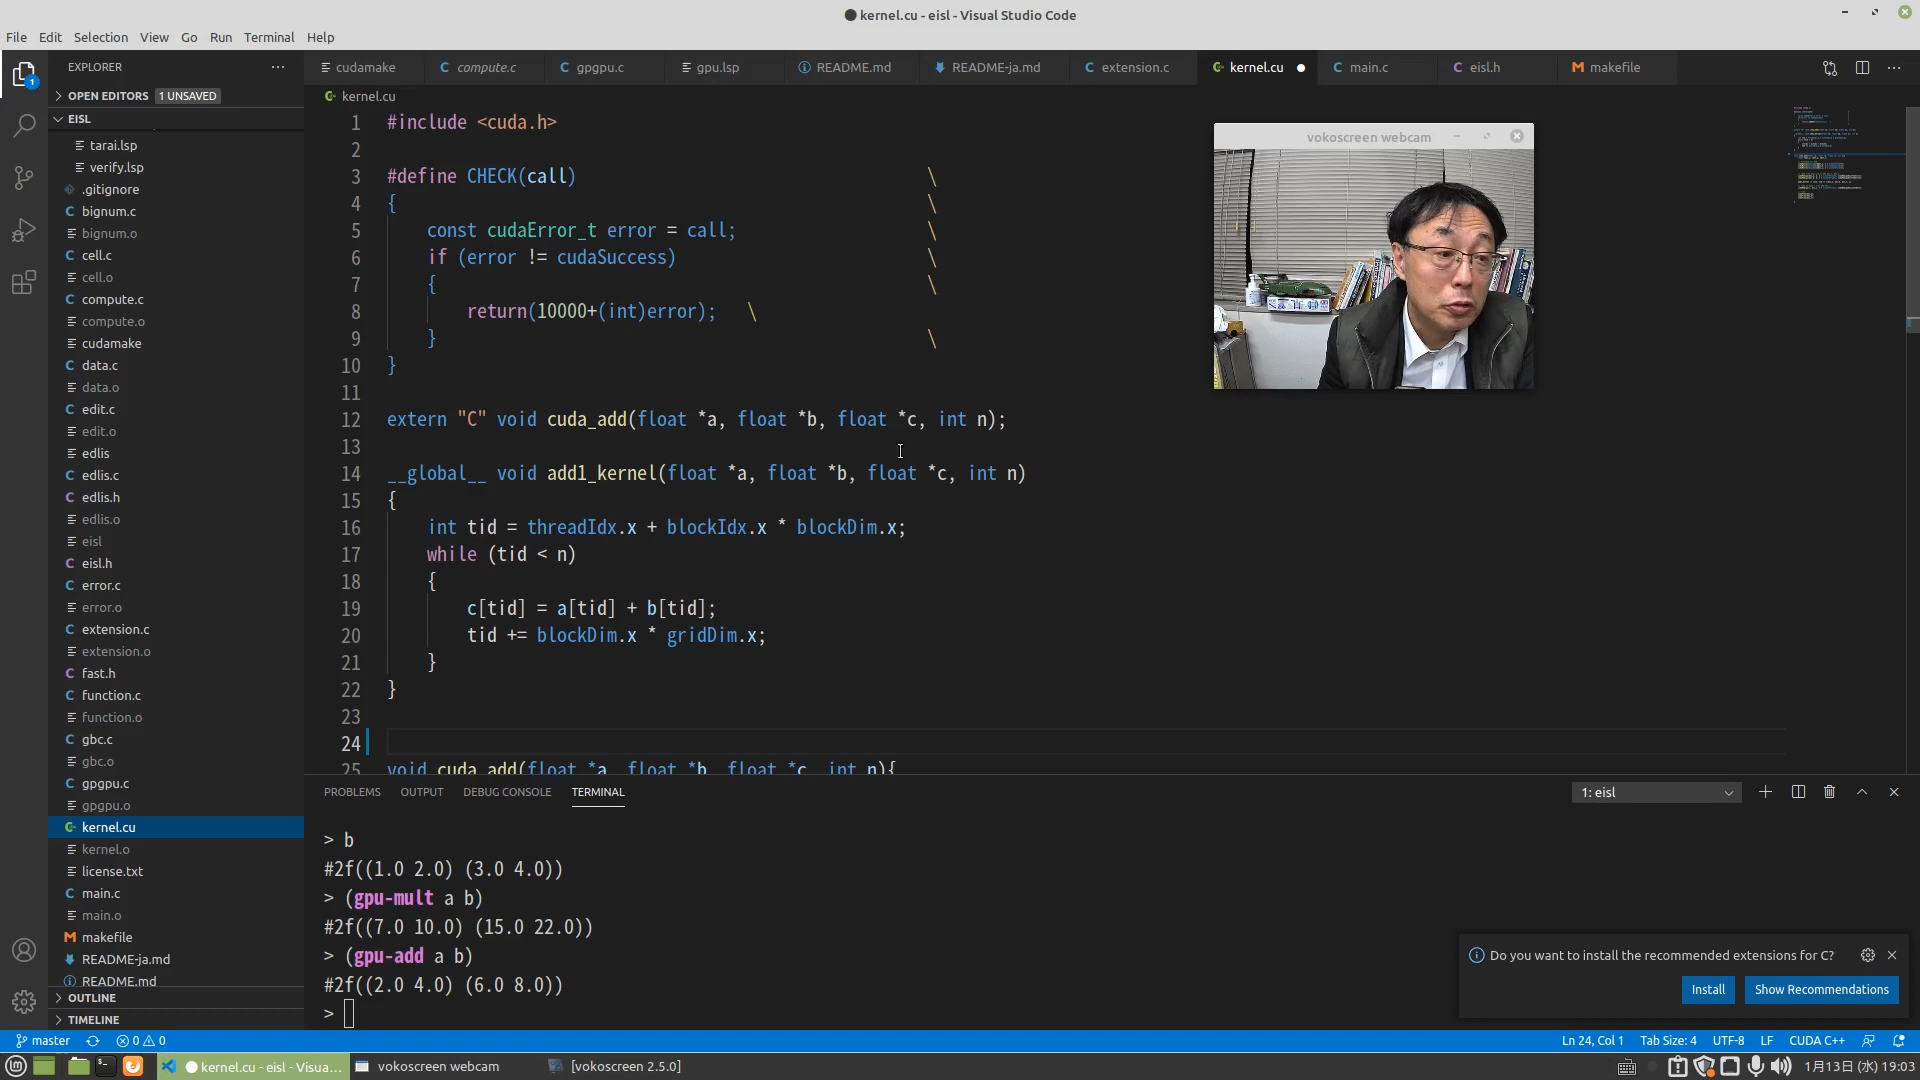 kernel.cu - eisl - Visual Studio Code
File Edit Selection View Go Run Terminal Help
EXPLORER
OPEN EDITORS 1 UNSAVED
EISL
tarai.lsp
verify.lsp
.gitignore
bignum.c
bignum.o
cell.c
cell.o
compute.c
compute.o
cudamake
data.c
data.o
edit.c
edit.o
edlis
edlis.c
edlis.h
edlis.o
eisl
eisl.h
error.c
error.o
extension.c
extension.o
fast.h
function.c
function.o
gbc.c
gbc.o
gpgpu.c
gpgpu.o
kernel.cu
kernel.o
license.txt
main.c
main.o
makefile
README-ja.md
README.md
OUTLINE
TIMELINE
cudamake compute.c gpgpu.c gpu.lsp README.md README-ja.md extension.c kernel.cu main.c eisl.h makefile
kernel.cu
1 #include <cuda.h>
2
3 #define CHECK(call) \
4 { \
5 const cudaError_t error = call; \
6 if (error != cudaSuccess) \
7 { \
8 return(10000+(int)error); \
9 } \
10 }
11
12 extern "C" void cuda_add(float *a, float *b, float *c, int n);
13
14 __global__ void add1_kernel(float *a, float *b, float *c, int n)
15 {
16 int tid = threadIdx.x + blockIdx.x * blockDim.x;
17 while (tid < n)
18 {
19 c[tid] = a[tid] + b[tid];
20 tid += blockDim.x * gridDim.x;
21 }
22 }
23
24
25 void cuda_add(float *a, float *b, float *c, int n){
vokoscreen webcam
PROBLEMS OUTPUT DEBUG CONSOLE TERMINAL 1: eisl
> b
#2f((1.0 2.0) (3.0 4.0))
> (gpu-mult a b)
#2f((7.0 10.0) (15.0 22.0))
> (gpu-add a b)
#2f((2.0 4.0) (6.0 8.0))
>
Do you want to install the recommended extensions for C?
Install Show Recommendations
master 0 0 Ln 24, Col 1 Tab Size: 4 UTF-8 LF CUDA C++
kernel.cu - eisl - Visua... vokoscreen webcam [vokoscreen 2.5.0] 1月13日 (水) 19:03